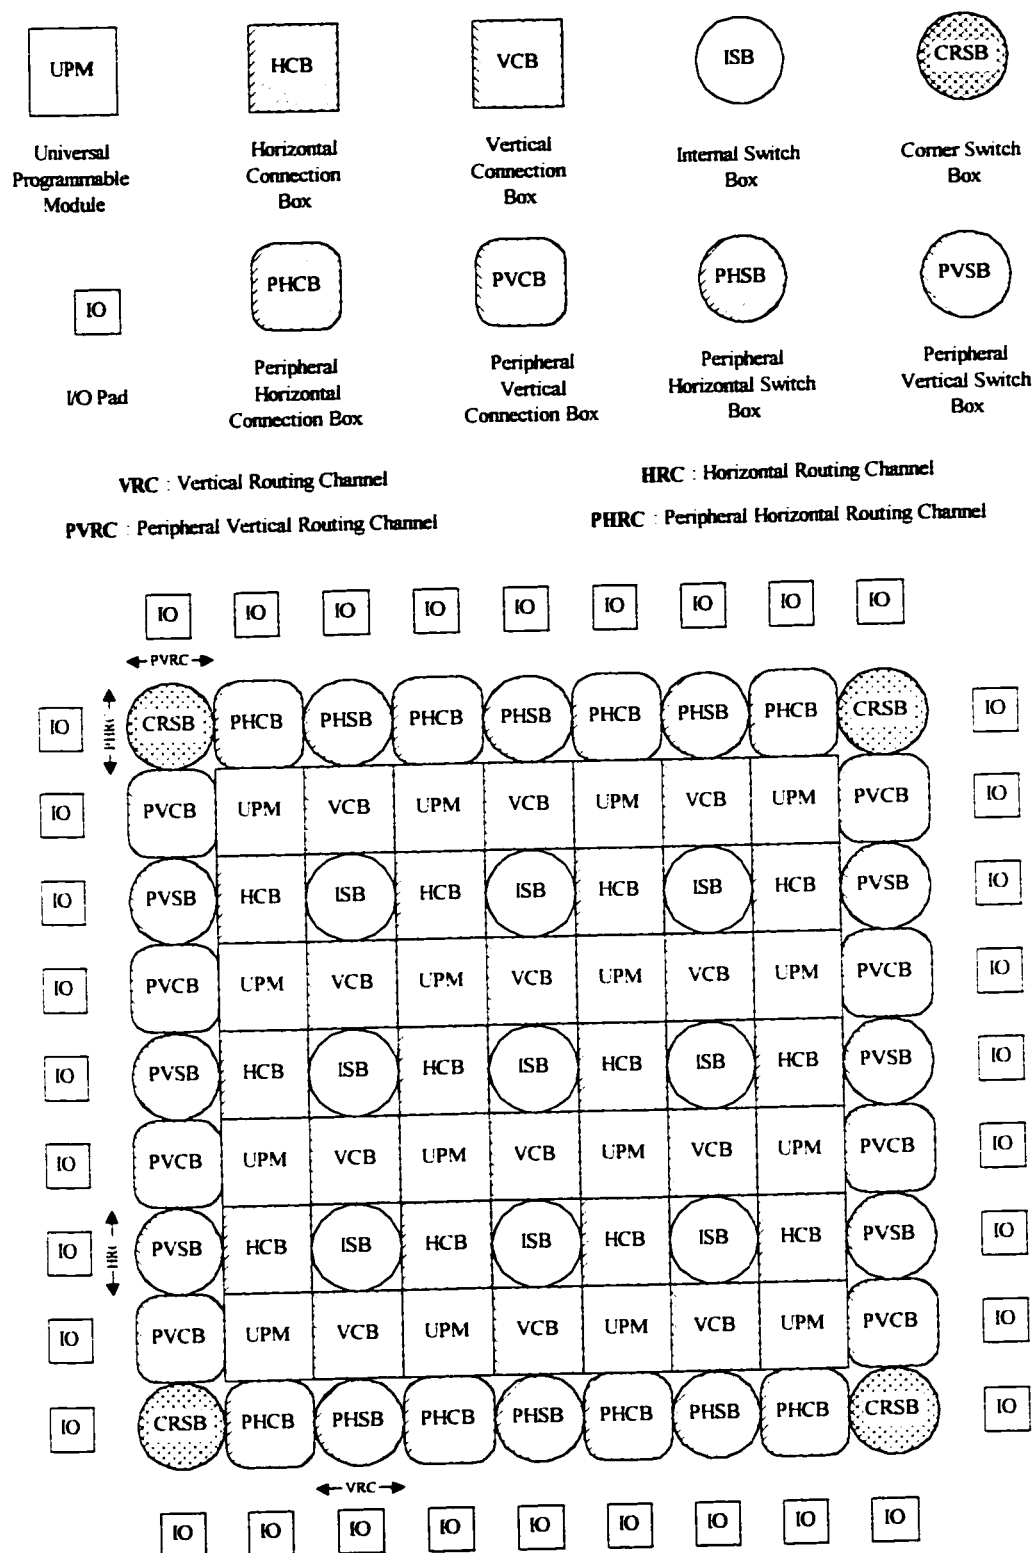 UPM HCB VCB ISB CRSB
Universal Programmable Module
Horizontal Connection Box
Vertical Connection Box
Internal Switch Box
Corner Switch Box
IO PHCB PVCB PHSB PVSB
I/O Pad
Peripheral Horizontal Connection Box
Peripheral Vertical Connection Box
Peripheral Horizontal Switch Box
Peripheral Vertical Switch Box
VRC : Vertical Routing Channel
HRC : Horizontal Routing Channel
PVRC : Peripheral Vertical Routing Channel
PHRC : Peripheral Horizontal Routing Channel
IO IO IO IO IO IO IO IO IO
PVRC
IO PHRC CRSB PHCB PHSB PHCB PHSB PHCB PHSB PHCB CRSB IO
IO PVCB UPM VCB UPM VCB UPM VCB UPM PVCB IO
IO PVSB HCB ISB HCB ISB HCB ISB HCB PVSB IO
IO PVCB UPM VCB UPM VCB UPM VCB UPM PVCB IO
IO PVSB HCB ISB HCB ISB HCB ISB HCB PVSB IO
IO PVCB UPM VCB UPM VCB UPM VCB UPM PVCB IO
IO HRC PVSB HCB ISB HCB ISB HCB ISB HCB PVSB IO
IO PVCB UPM VCB UPM VCB UPM VCB UPM PVCB IO
IO CRSB PHCB PHSB PHCB PHSB PHCB PHSB PHCB CRSB IO
VRC
IO IO IO IO IO IO IO IO IO